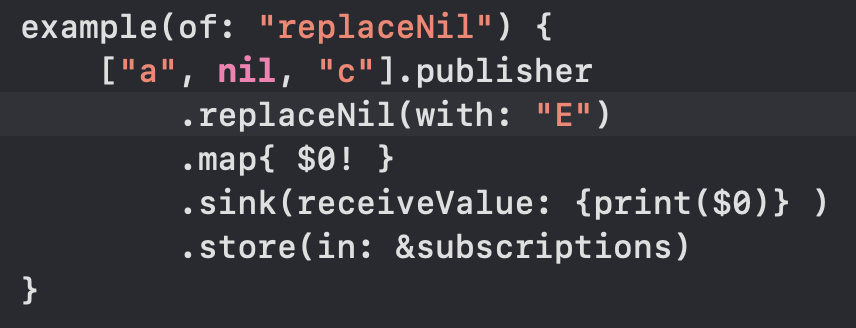 example(of: "replaceNil") {
    ["a", nil, "c"].publisher
        .replaceNil(with: "E")
        .map{ $0! }
        .sink(receiveValue: {print($0)} )
        .store(in: &subscriptions)
}